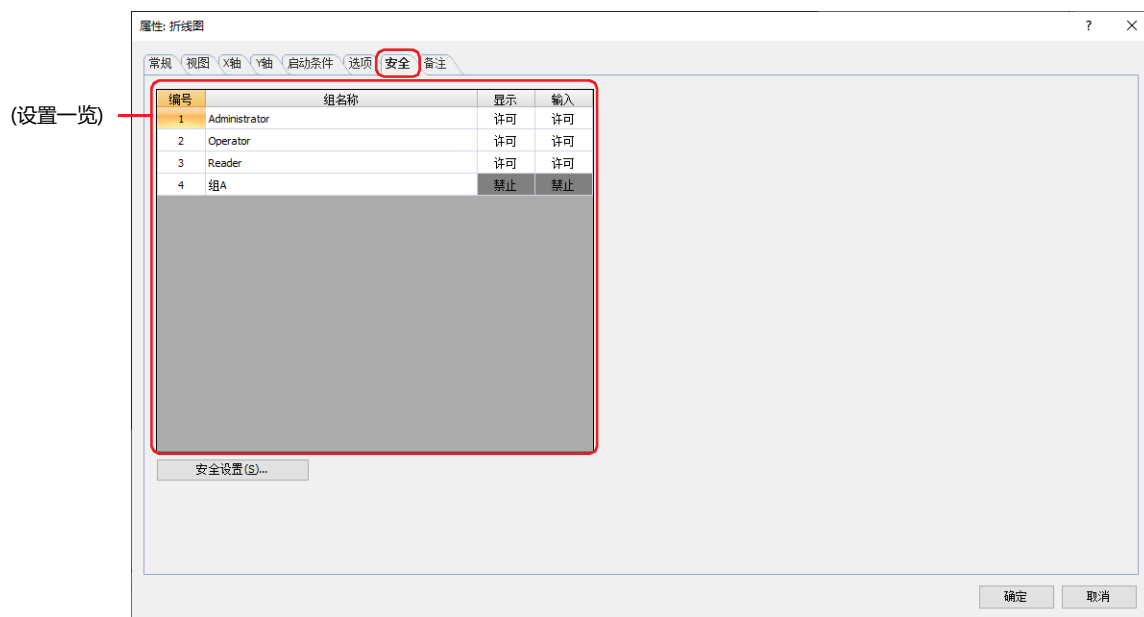 属性: 折线图
?
×
常规 视图 X轴 Y轴 启动条件 选项 安全 备注
(设置一览)
编号 组名称 显示 输入
1 Administrator 许可 许可
2 Operator 许可 许可
3 Reader 许可 许可
4 组A 禁止 禁止
安全设置(S)...
确定 取消